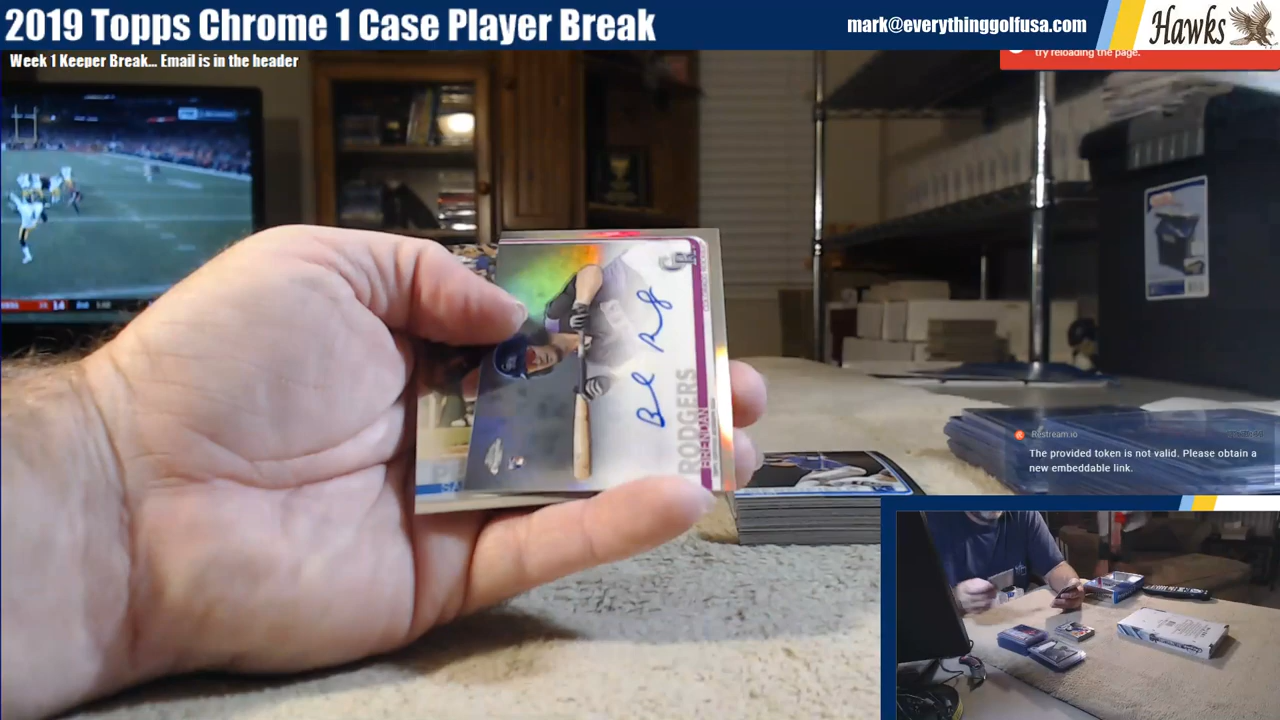 2019 Topps Chrome 1 Case Player Break
mark@everythinggolfusa.com
Hawks
Week 1 Keeper Break... Email is in the header
try reloading the page.
14
CR
RODGERS
BRENDAN
Restream.io
The provided token is not valid. Please obtain a
new embeddable link.